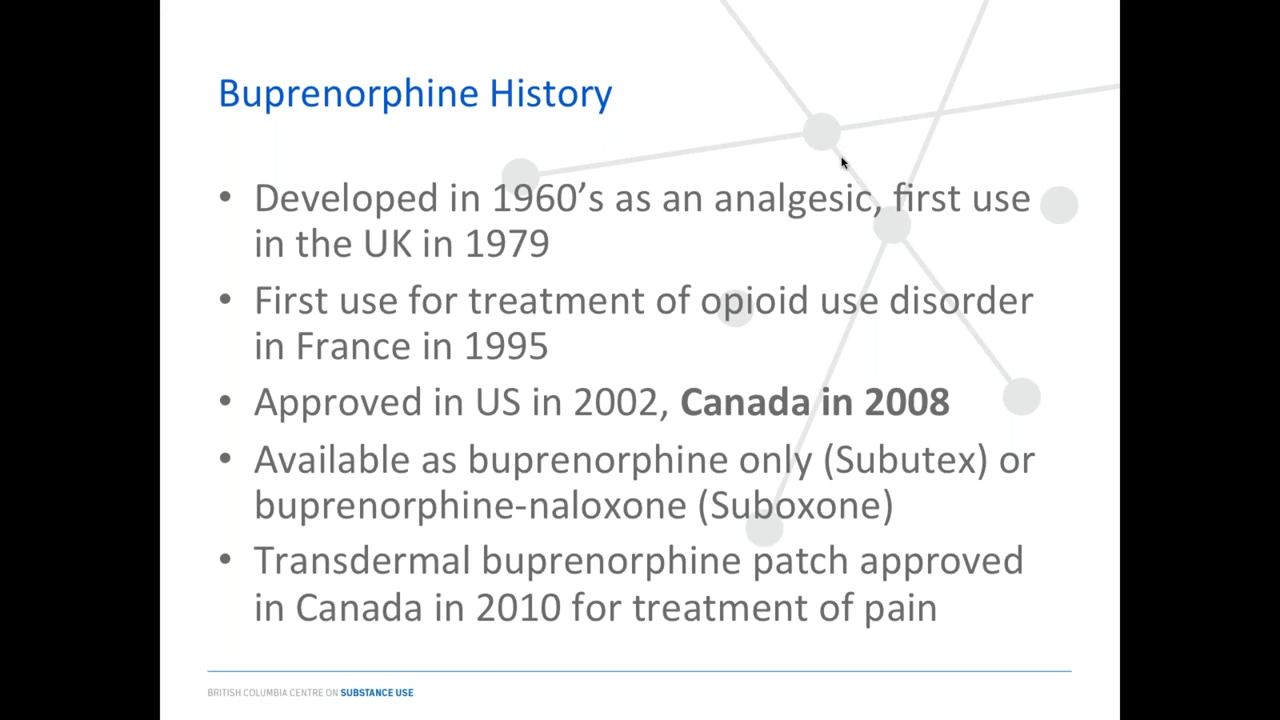 Buprenorphine History
• Developed in 1960’s as an analgesic, first use
in the UK in 1979
• First use for treatment of opioid use disorder
in France in 1995
• Approved in US in 2002, Canada in 2008
• Available as buprenorphine only (Subutex) or
buprenorphine-naloxone (Suboxone)
• Transdermal buprenorphine patch approved
in Canada in 2010 for treatment of pain
BRITISH COLUMBIA CENTRE ON SUBSTANCE USE